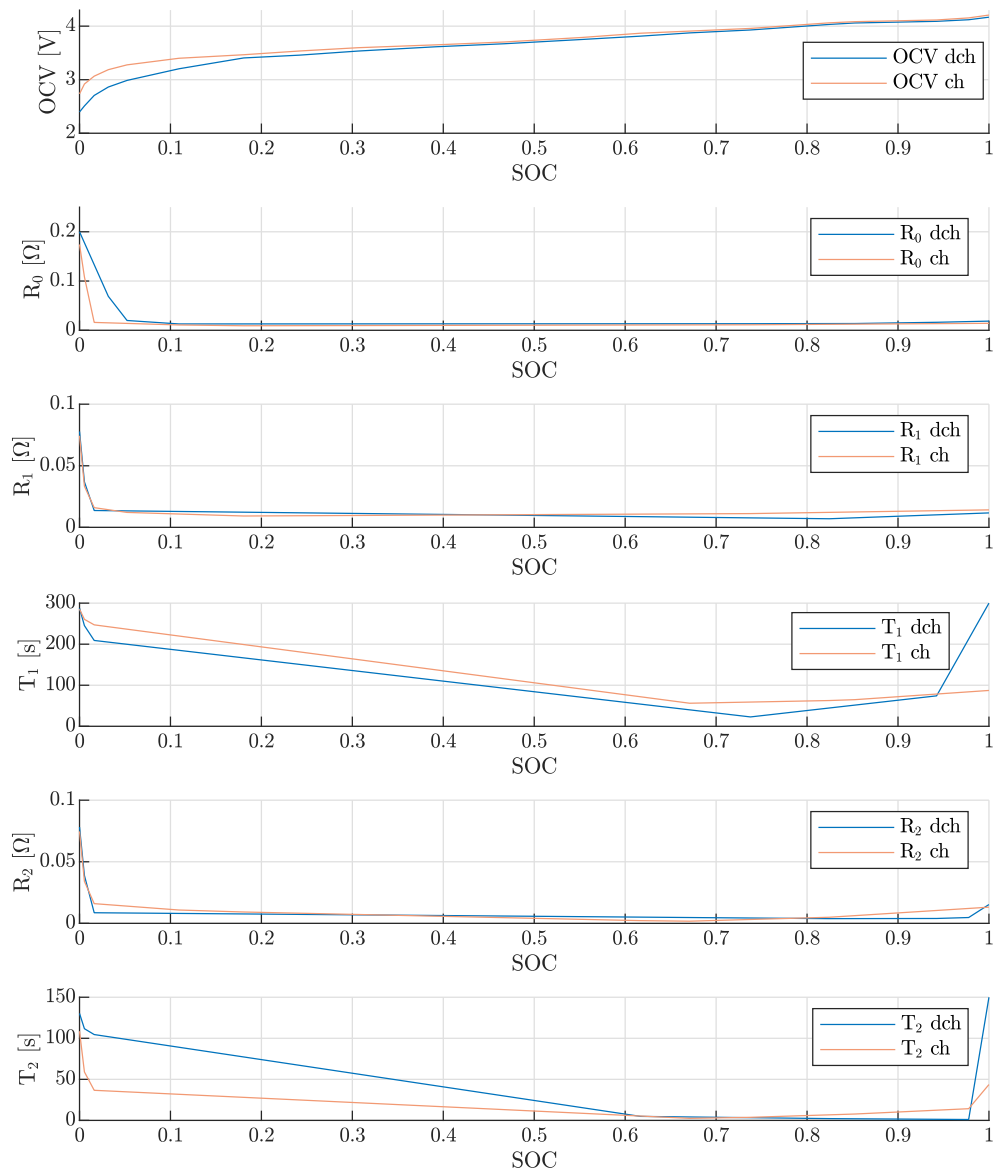 4
3
2
OCV [V]
OCV dch
OCV ch
0 0.1 0.2 0.3 0.4 0.5 0.6 0.7 0.8 0.9 1
SOC
0.2
0.1
0
R₀ [Ω]
R₀ dch
R₀ ch
0 0.1 0.2 0.3 0.4 0.5 0.6 0.7 0.8 0.9 1
SOC
0.1
0.05
0
R₁ [Ω]
R₁ dch
R₁ ch
0 0.1 0.2 0.3 0.4 0.5 0.6 0.7 0.8 0.9 1
SOC
300
200
100
0
T₁ [s]
T₁ dch
T₁ ch
0 0.1 0.2 0.3 0.4 0.5 0.6 0.7 0.8 0.9 1
SOC
0.1
0.05
0
R₂ [Ω]
R₂ dch
R₂ ch
0 0.1 0.2 0.3 0.4 0.5 0.6 0.7 0.8 0.9 1
SOC
150
100
50
0
T₂ [s]
T₂ dch
T₂ ch
0 0.1 0.2 0.3 0.4 0.5 0.6 0.7 0.8 0.9 1
SOC